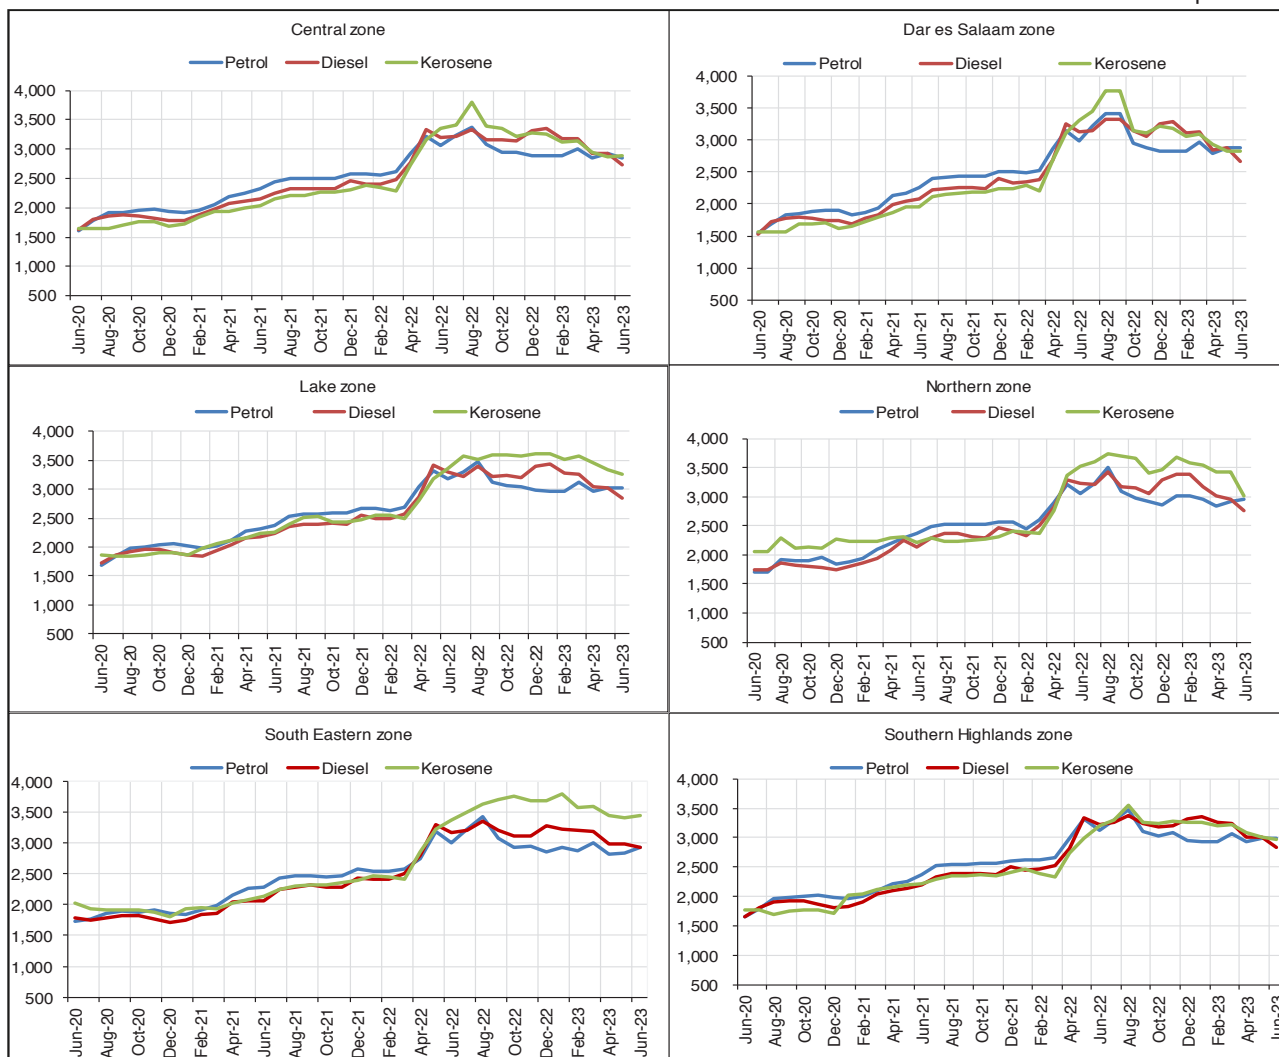 Central zone
Petrol Diesel Kerosene
4,000
3,500
3,000
2,500
2,000
1,500
1,000
500
Jun-20 Aug-20 Oct-20 Dec-20 Feb-21 Apr-21 Jun-21 Aug-21 Oct-21 Dec-21 Feb-22 Apr-22 Jun-22 Aug-22 Oct-22 Dec-22 Feb-23 Apr-23 Jun-23
Dar es Salaam zone
Petrol Diesel Kerosene
4,000
3,500
3,000
2,500
2,000
1,500
1,000
500
Jun-20 Aug-20 Oct-20 Dec-20 Feb-21 Apr-21 Jun-21 Aug-21 Oct-21 Dec-21 Feb-22 Apr-22 Jun-22 Aug-22 Oct-22 Dec-22 Feb-23 Apr-23 Jun-23
Lake zone
Petrol Diesel Kerosene
4,000
3,500
3,000
2,500
2,000
1,500
1,000
500
Jun-20 Aug-20 Oct-20 Dec-20 Feb-21 Apr-21 Jun-21 Aug-21 Oct-21 Dec-21 Feb-22 Apr-22 Jun-22 Aug-22 Oct-22 Dec-22 Feb-23 Apr-23 Jun-23
Northern zone
Petrol Diesel Kerosene
4,000
3,500
3,000
2,500
2,000
1,500
1,000
500
Jun-20 Aug-20 Oct-20 Dec-20 Feb-21 Apr-21 Jun-21 Aug-21 Oct-21 Dec-21 Feb-22 Apr-22 Jun-22 Aug-22 Oct-22 Dec-22 Feb-23 Apr-23 Jun-23
South Eastern zone
Petrol Diesel Kerosene
4,000
3,500
3,000
2,500
2,000
1,500
1,000
500
Jun-20 Aug-20 Oct-20 Dec-20 Feb-21 Apr-21 Jun-21 Aug-21 Oct-21 Dec-21 Feb-22 Apr-22 Jun-22 Aug-22 Oct-22 Dec-22 Feb-23 Apr-23 Jun-23
Southern Highlands zone
Petrol Diesel Kerosene
4,000
3,500
3,000
2,500
2,000
1,500
1,000
500
Jun-20 Aug-20 Oct-20 Dec-20 Feb-21 Apr-21 Jun-21 Aug-21 Oct-21 Dec-21 Feb-22 Apr-22 Jun-22 Aug-22 Oct-22 Dec-22 Feb-23 Apr-23 Jun-23